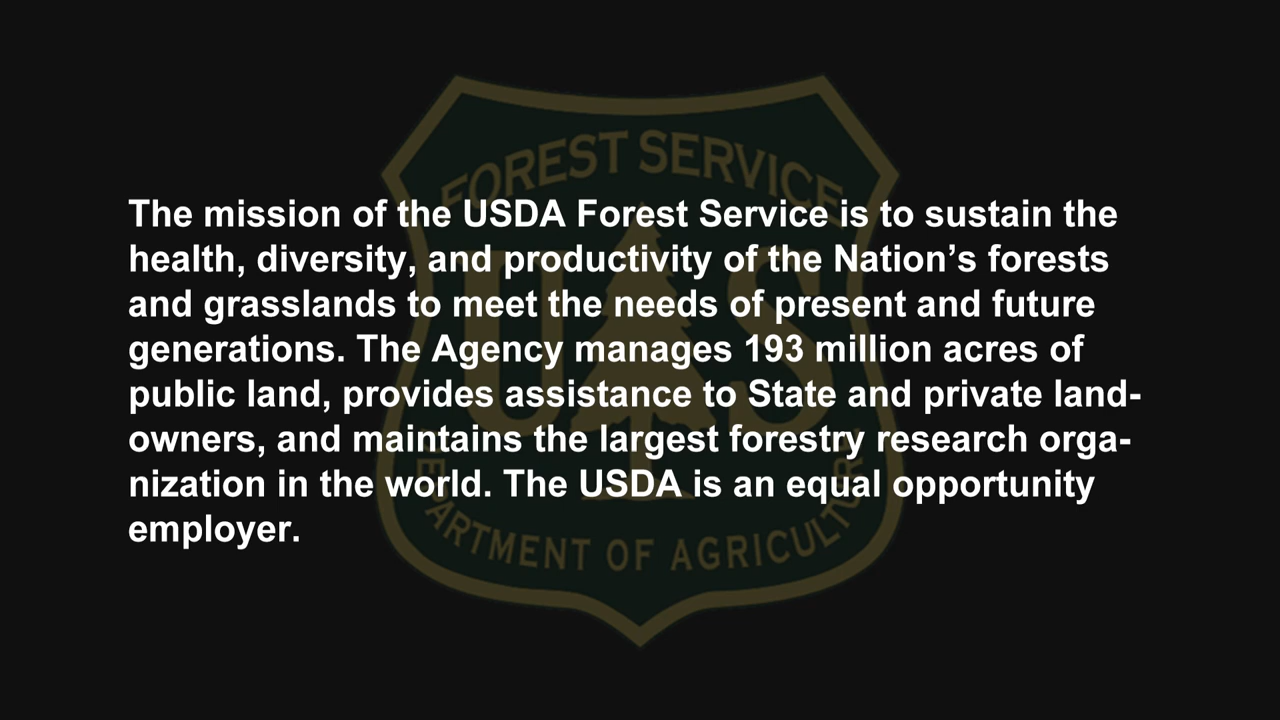 The mission of the USDA Forest Service is to sustain the
health, diversity, and productivity of the Nation’s forests
and grasslands to meet the needs of present and future
generations. The Agency manages 193 million acres of
public land, provides assistance to State and private land-
owners, and maintains the largest forestry research orga-
nization in the world. The USDA is an equal opportunity
employer.
FOREST SERVICE
U S
DEPARTMENT OF AGRICULTURE